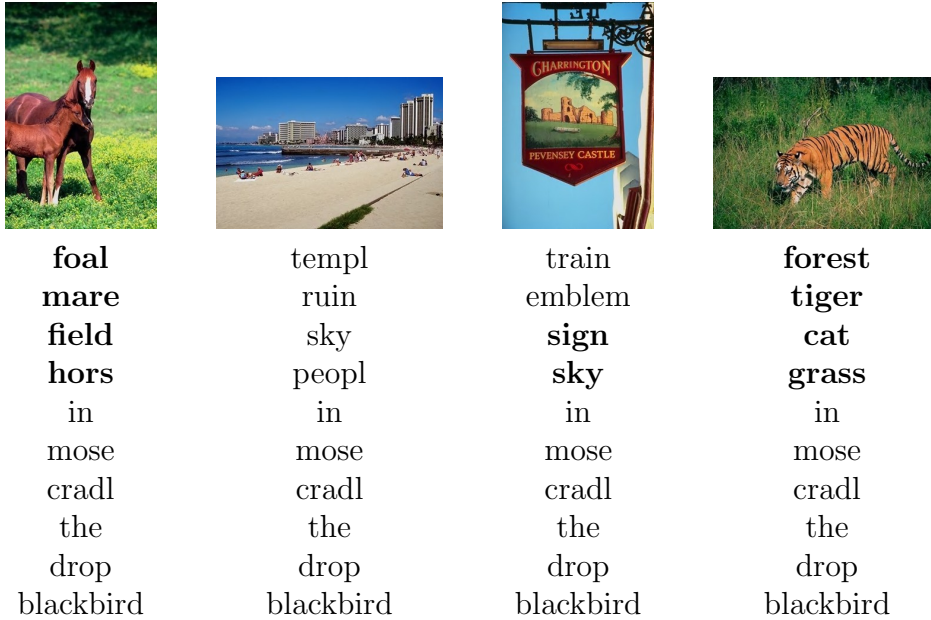 CHARRINGTON
PEVENSEY CASTLE
foal templ train forest
mare ruin emblem tiger
field sky sign cat
hors peopl sky grass
in in in in
mose mose mose mose
cradl cradl cradl cradl
the the the the
drop drop drop drop
blackbird blackbird blackbird blackbird